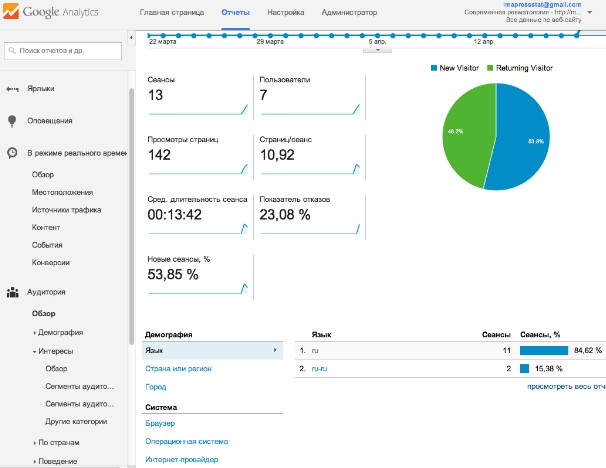 Google Analytics
Главная страница
Отчеты
Настройка
Администратор
imapressstat@gmail.com
Современная ревматология - http://m...
Все данные по веб-сайту
Поиск отчетов и др.
Ярлыки
Оповещения
В режиме реального времен
Обзор
Местоположения
Источники трафика
Контент
События
Конверсии
Аудитория
Обзор
Демография
Интересы
Обзор
Сегменты аудито...
Сегменты аудито...
Другие категории
По странам
Поведение
22 марта
29 марта
5 апр.
12 апр.
Сеансы
13
Пользователи
7
Просмотры страниц
142
Страниц/сеанс
10,92
Сред. длительность сеанса
00:13:42
Показатель отказов
23,08 %
Новые сеансы, %
53,85 %
New Visitor
Returning Visitor
46.2%
53.8%
Демография
Язык
Страна или регион
Город
Система
Браузер
Операционная система
Интернет-провайдер
Язык
Сеансы
Сеансы, %
1. ru
11
84,62 %
2. ru-ru
2
15,38 %
просмотреть весь отче